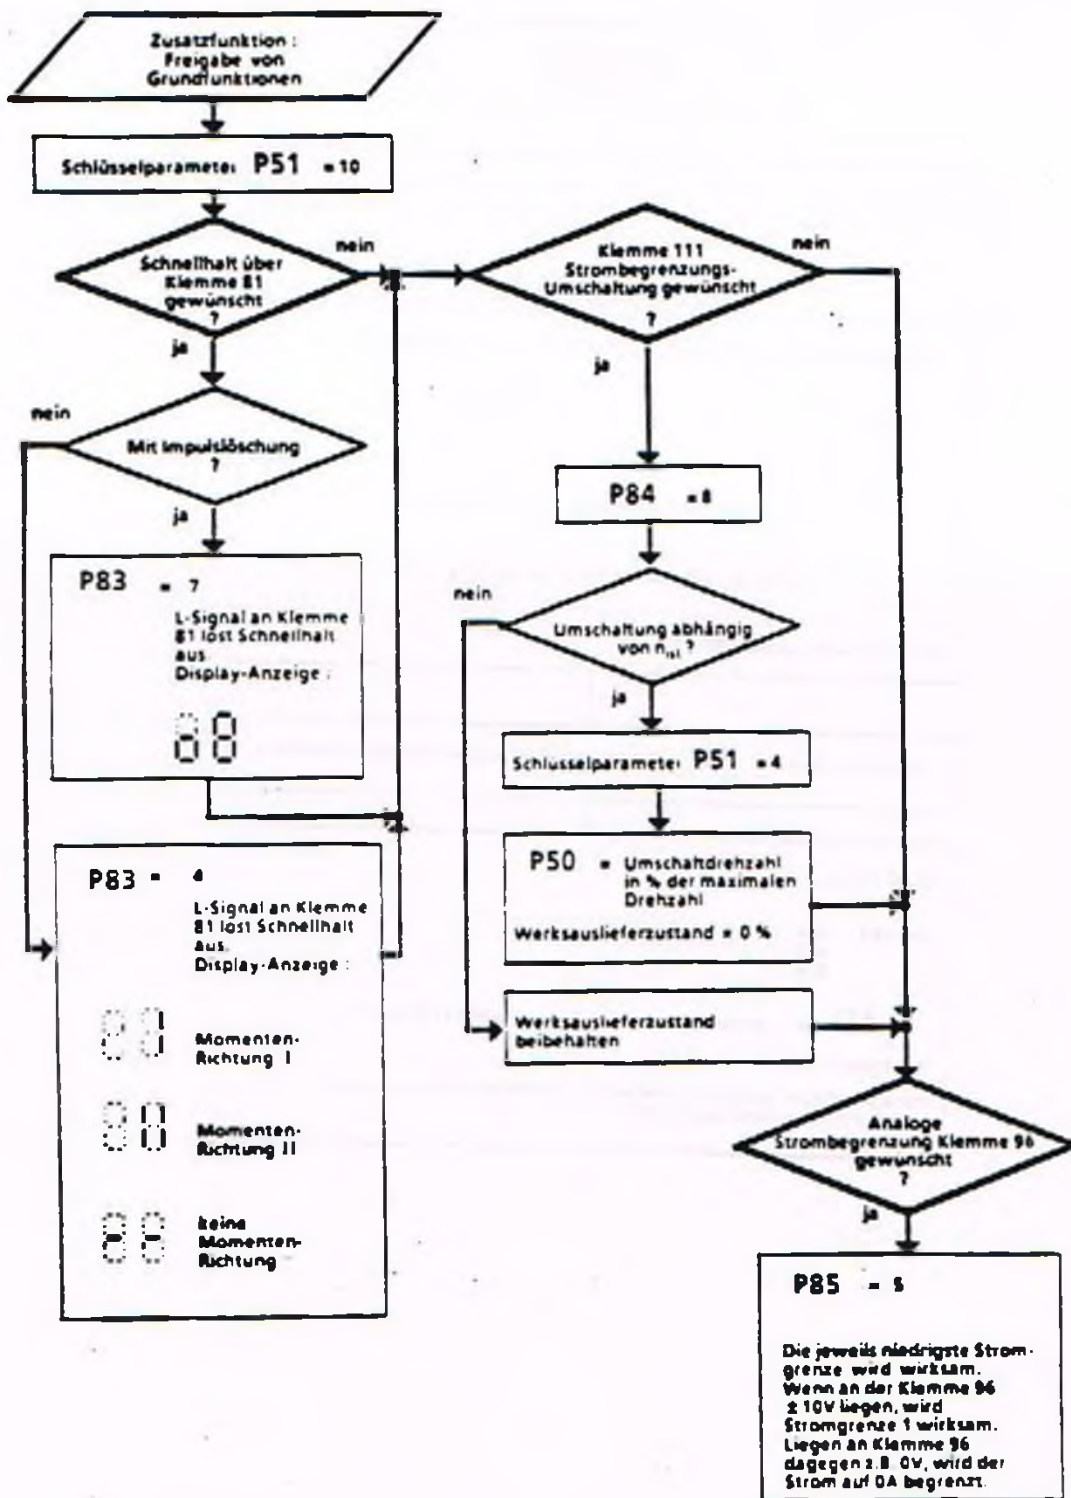 Zusatzfunktion :
Freigabe von
Grundfunktionen
Schlüsselparameter P51 = 10
Schnellhalt über
Klemme 81
gewünscht
?
nein
ja
Mit Impulslöschung
?
nein
ja
P83 = 7
L-Signal an Klemme
81 löst Schnellhalt
aus
Display-Anzeige :
P83 = 4
L-Signal an Klemme
81 löst Schnellhalt
aus.
Display-Anzeige :
Momenten-
Richtung I
Momenten-
Richtung II
keine
Momenten-
Richtung
Klemme 111
Strombegrenzungs-
Umschaltung gewünscht
?
nein
ja
P84 = 8
Umschaltung abhängig
von nist ?
nein
ja
Schlüsselparameter P51 = 4
P50 = Umschaltdrehzahl
in % der maximalen
Drehzahl
Werksauslieferzustand = 0 %
Werksauslieferzustand
beibehalten
Analoge
Strombegrenzung Klemme 96
gewünscht
?
ja
P85 = 5
Die jeweils niedrigste Strom-
grenze wird wirksam.
Wenn an der Klemme 96
± 10V liegen, wird
Stromgrenze 1 wirksam.
Liegen an Klemme 96
dagegen z.B. 0V, wird der
Strom auf 0A begrenzt.